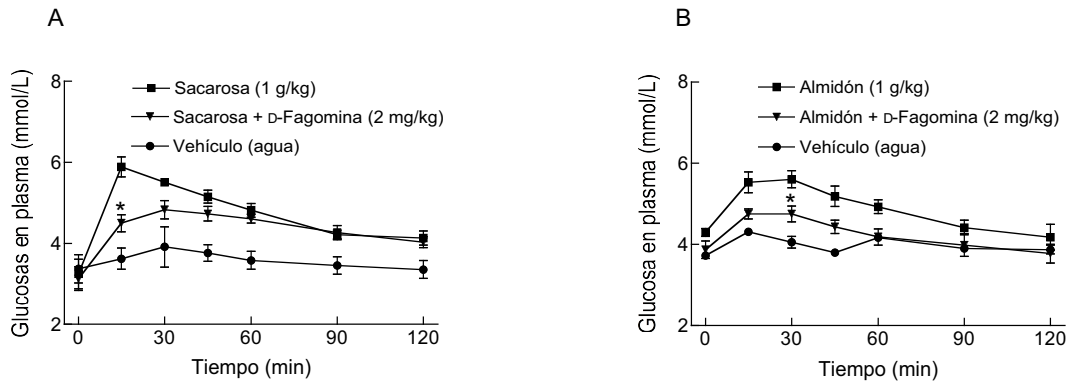 A
Glucosas en plasma (mmol/L)
8
6
4
2
Sacarosa (1 g/kg)
Sacarosa + D-Fagomina (2 mg/kg)
Vehículo (agua)
*
0
30
60
90
120
Tiempo (min)
B
Glucosa en plasma (mmol/L)
8
6
4
2
Almidón (1 g/kg)
Almidón + D-Fagomina (2 mg/kg)
Vehículo (agua)
*
0
30
60
90
120
Tiempo (min)